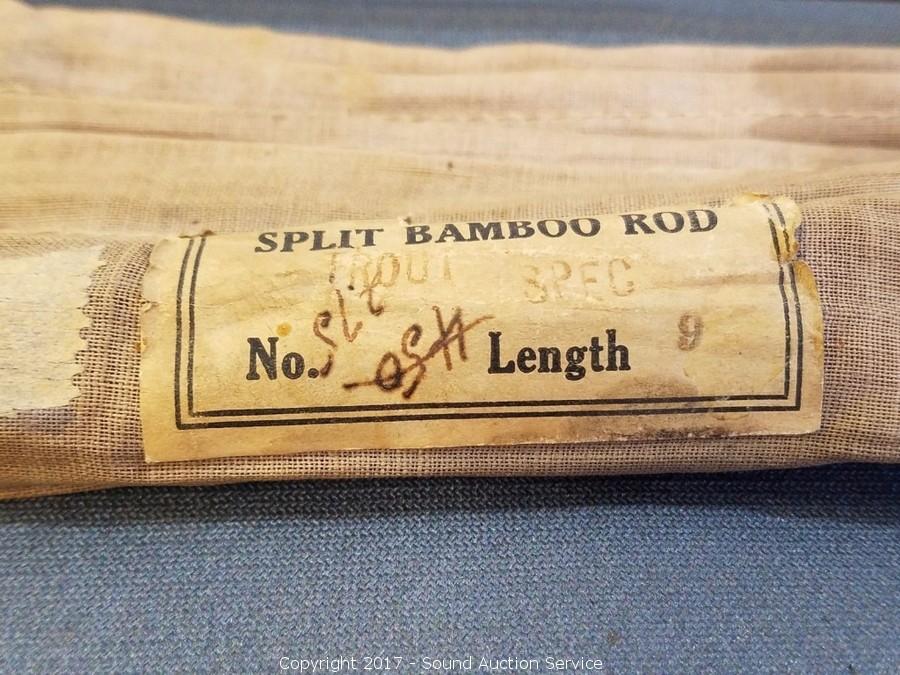 SPLIT BAMBOO ROD
TROUT SPEC
No. Length 9
Copyright 2017 - Sound Auction Service